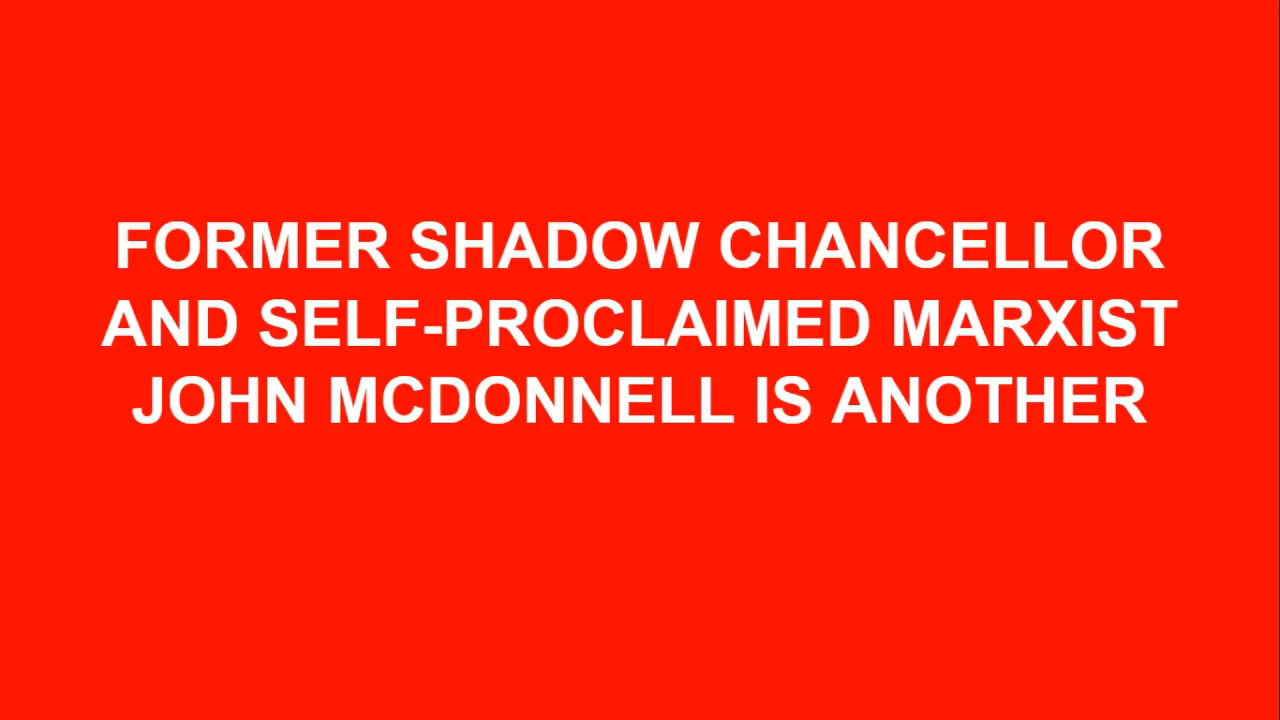 FORMER SHADOW CHANCELLOR
AND SELF-PROCLAIMED MARXIST
JOHN MCDONNELL IS ANOTHER